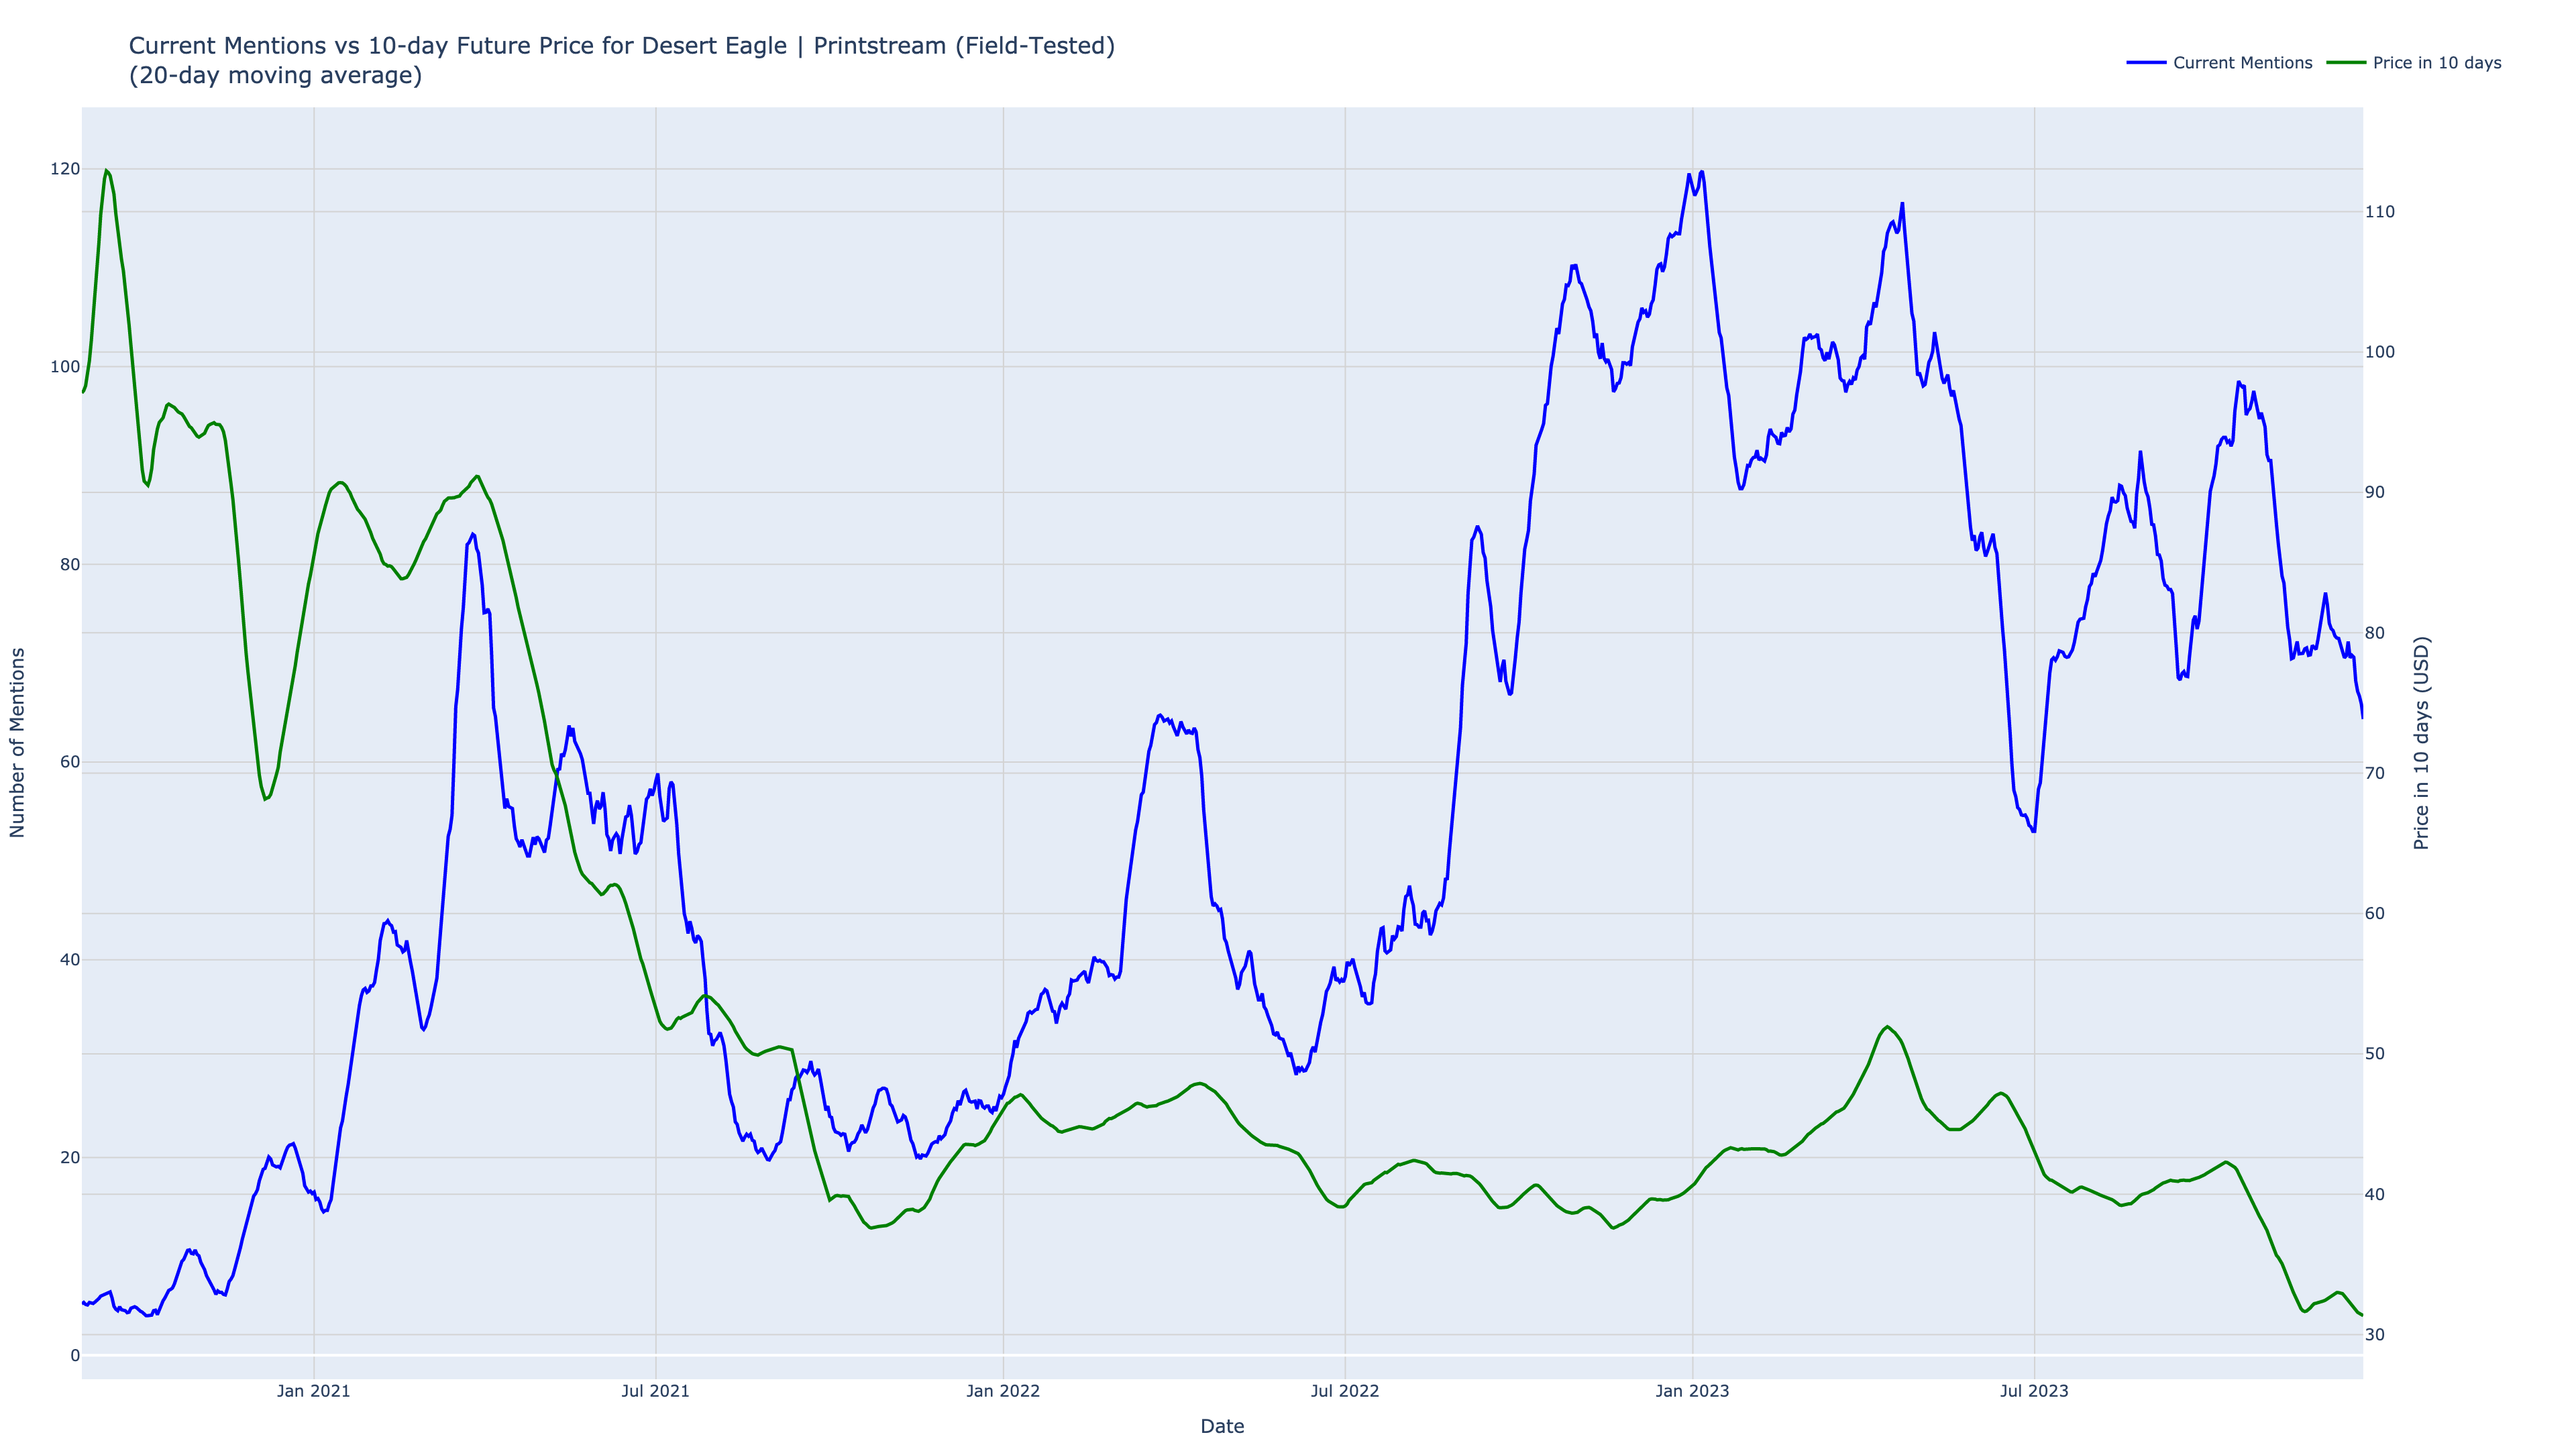 Current Mentions vs 10-day Future Price for Desert Eagle | Printstream (Field-Tested)
(20-day moving average)
Current Mentions
Price in 10 days
120
100
80
60
40
20
0
Number of Mentions
110
100
90
80
70
60
50
40
30
Price in 10 days (USD)
Jan 2021
Jul 2021
Jan 2022
Jul 2022
Jan 2023
Jul 2023
Date